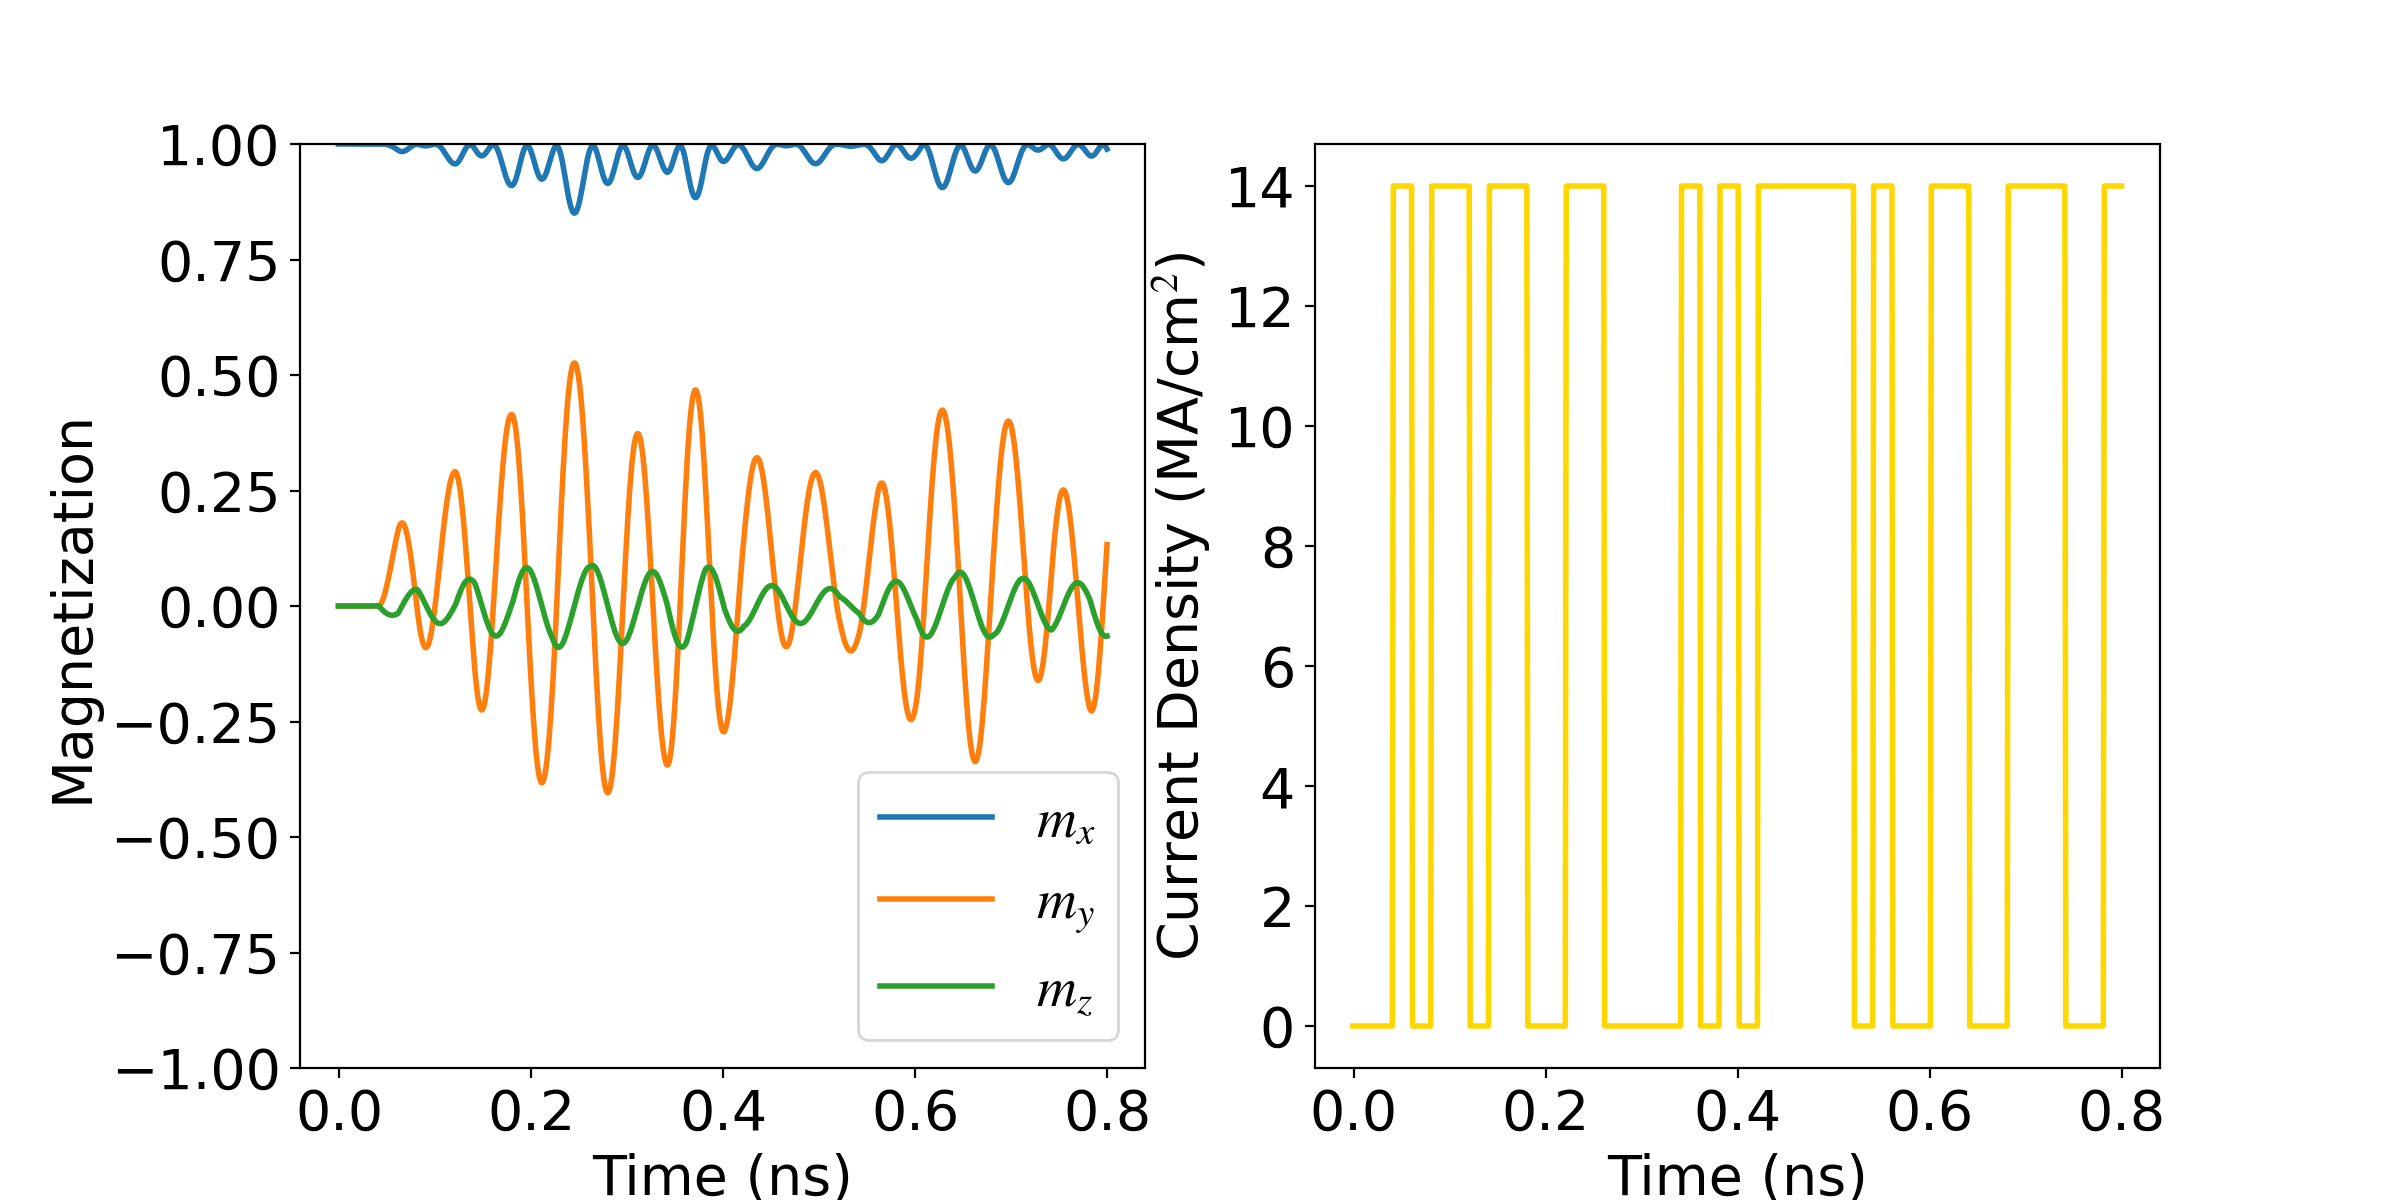 Magnetization
1.00
0.75
0.50
0.25
0.00
−0.25
−0.50
−0.75
−1.00
0.0 0.2 0.4 0.6 0.8
Time (ns)
m_x
m_y
m_z
Current Density (MA/cm²)
14
12
10
8
6
4
2
0
0.0 0.2 0.4 0.6 0.8
Time (ns)